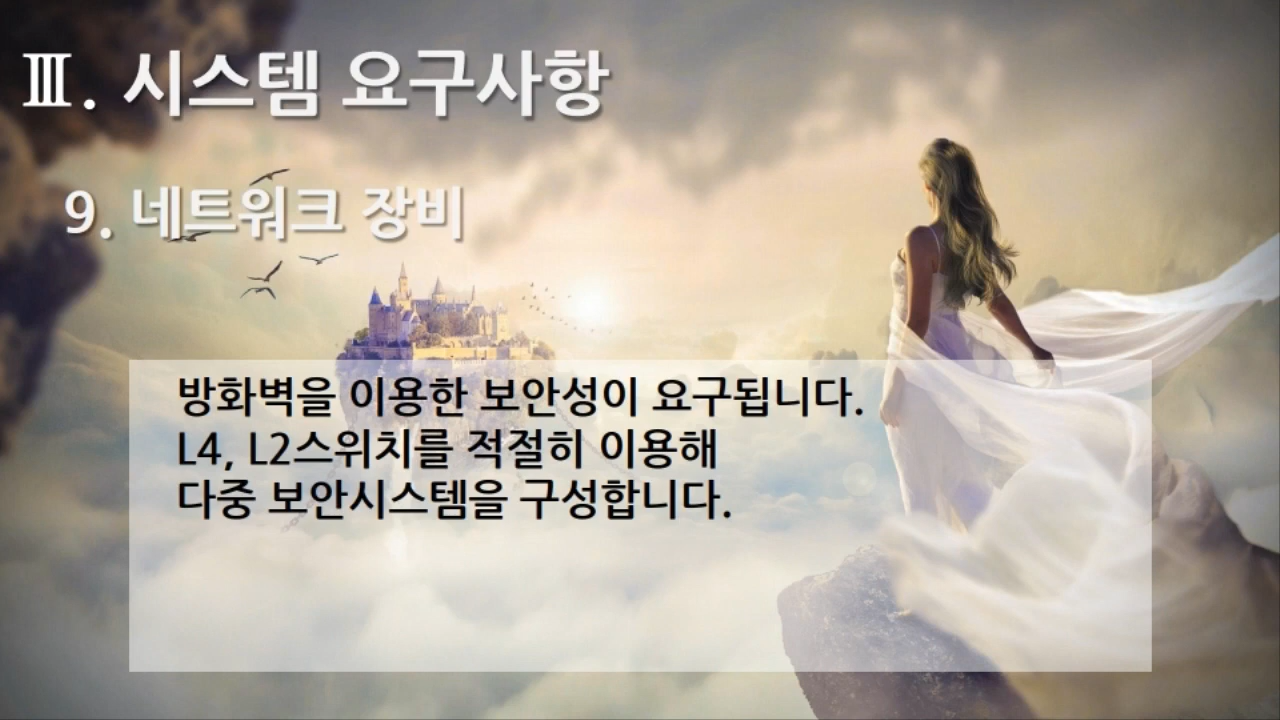 Ⅲ. 시스템 요구사항
9. 네트워크 장비
방화벽을 이용한 보안성이 요구됩니다.
L4, L2스위치를 적절히 이용해
다중 보안시스템을 구성합니다.